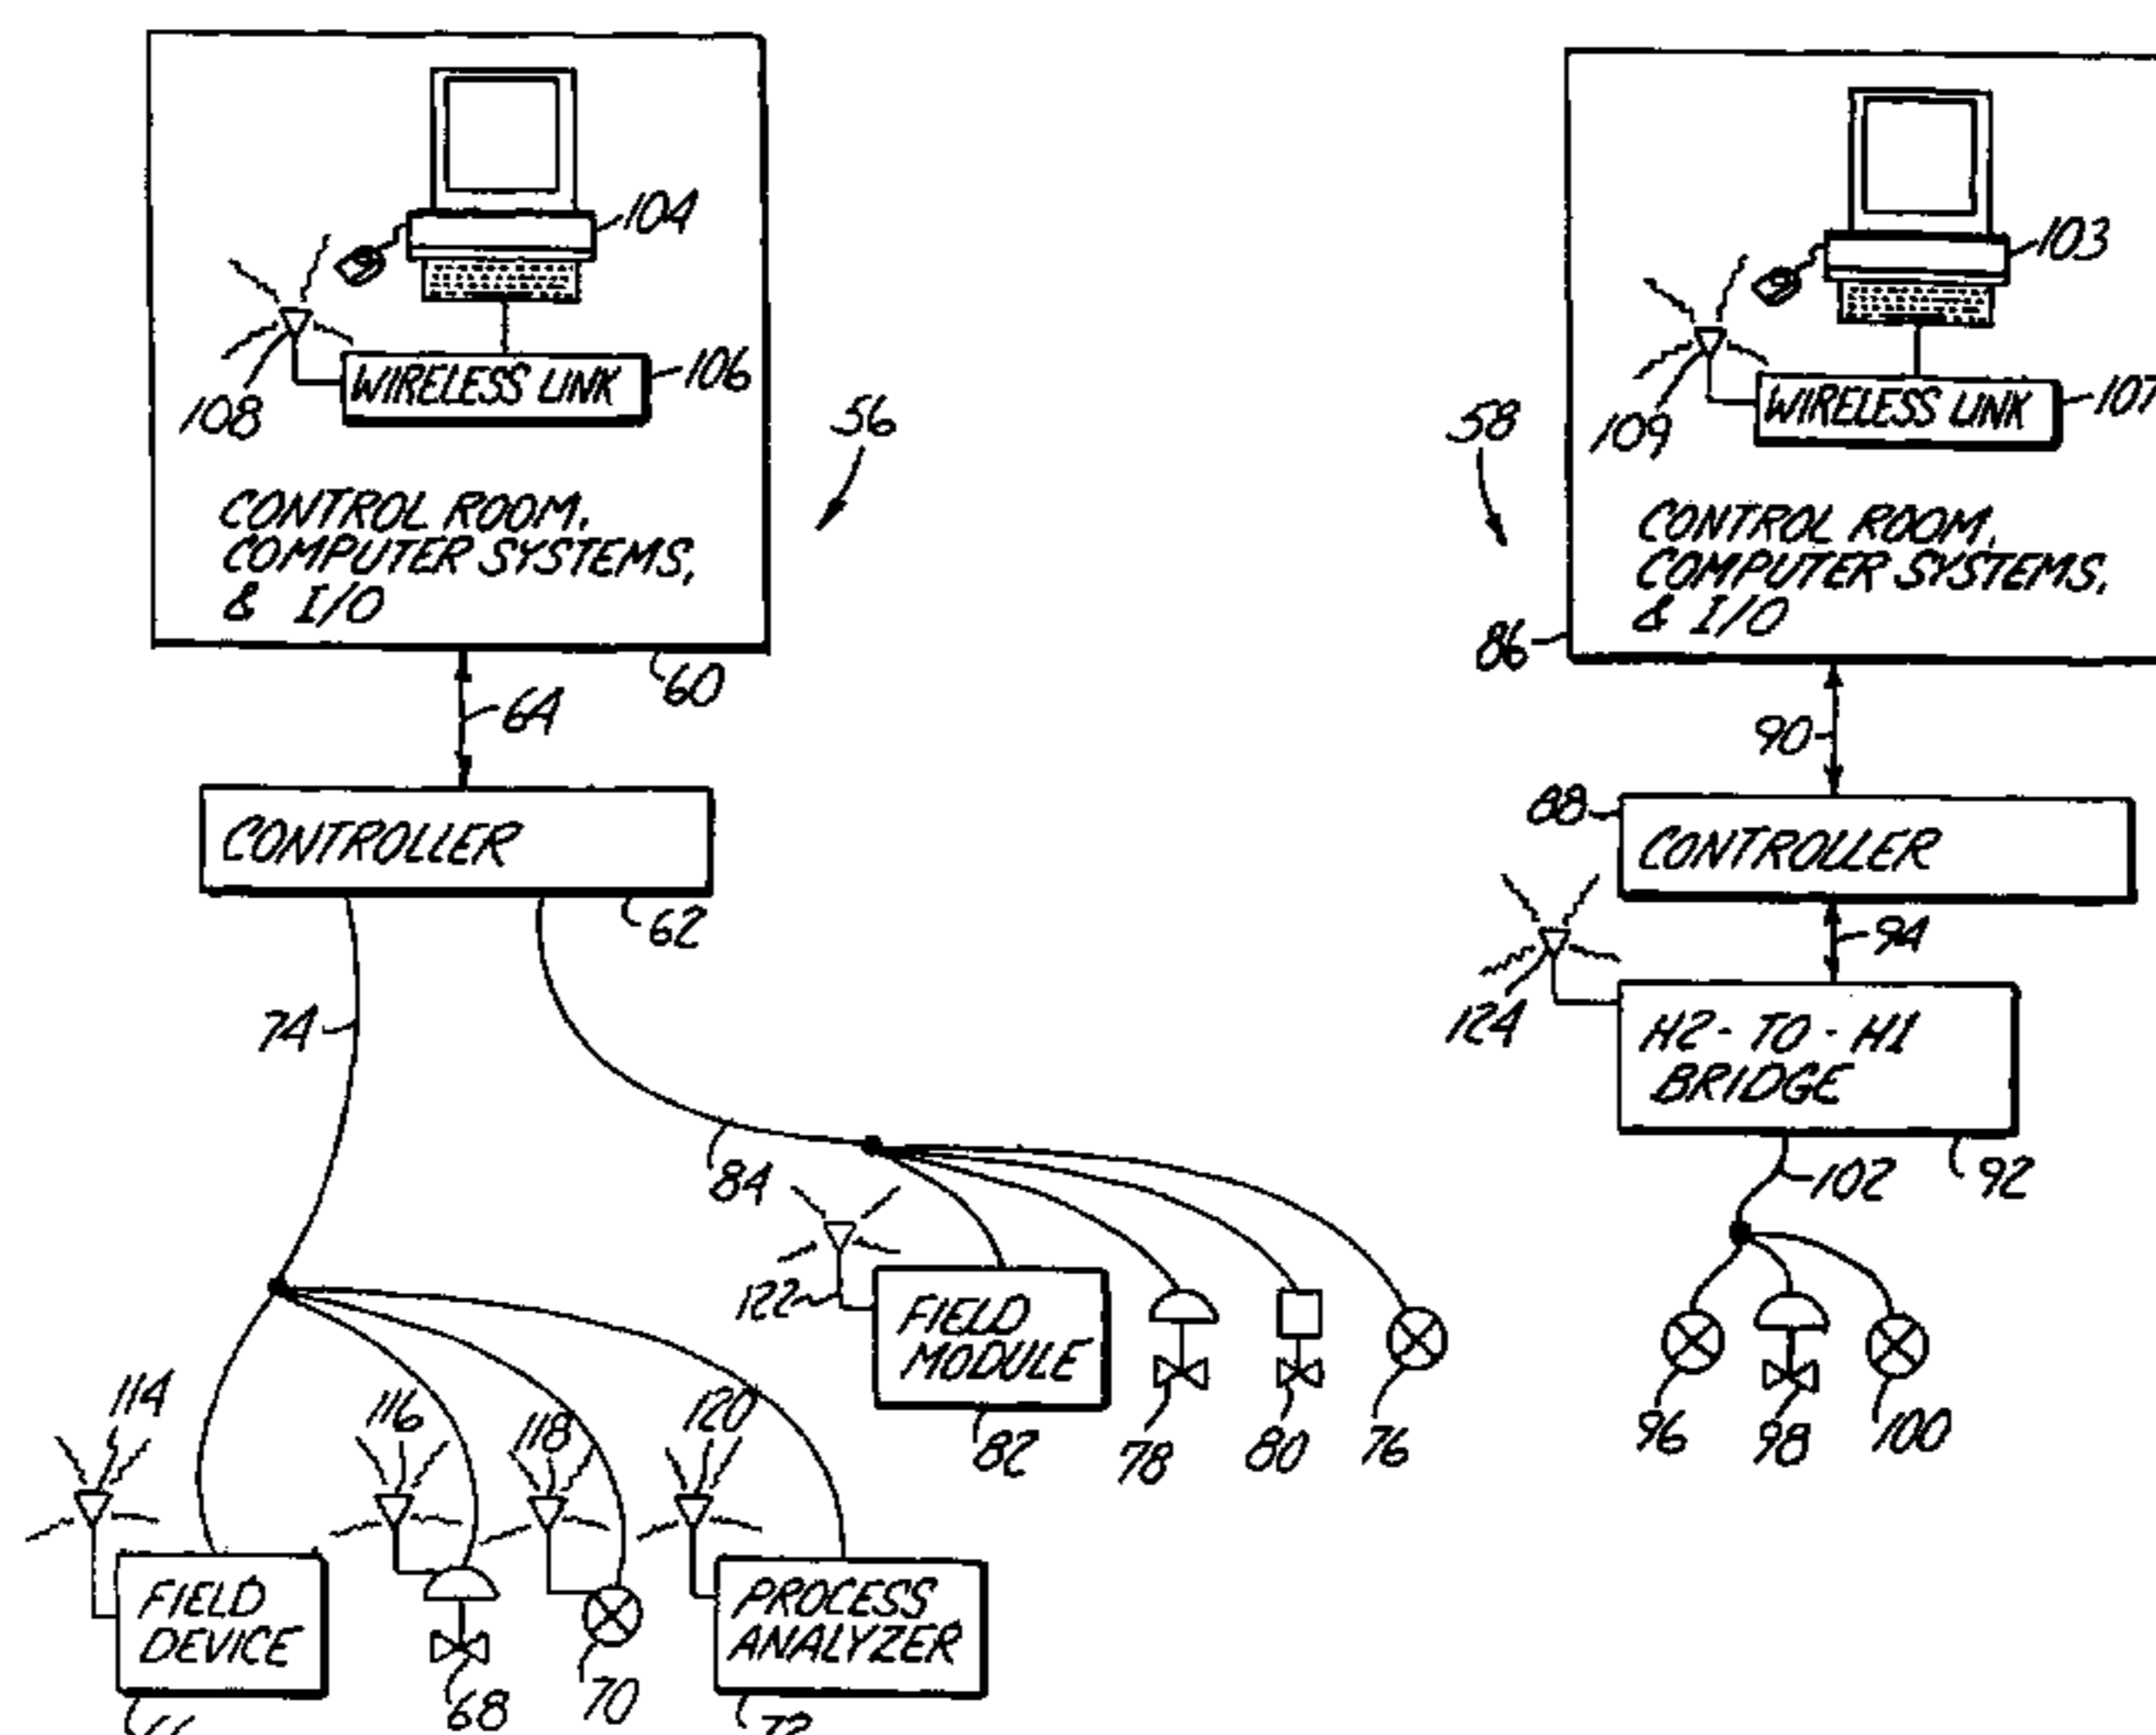 104
106
WIRELESS LINK
108
CONTROL ROOM,
COMPUTER SYSTEMS,
& I/O
56
60
64
CONTROLLER
62
74
84
122
FIELD
MODULE
82
78
80
76
114
116
118
120
FIELD
DEVICE
68
70
PROCESS
ANALYZER
58
103
107
WIRELESS LINK
109
CONTROL ROOM,
COMPUTER SYSTEMS,
& I/O
86
90
88
CONTROLLER
94
124
H2-TO-H1
BRIDGE
102
92
96
98
100